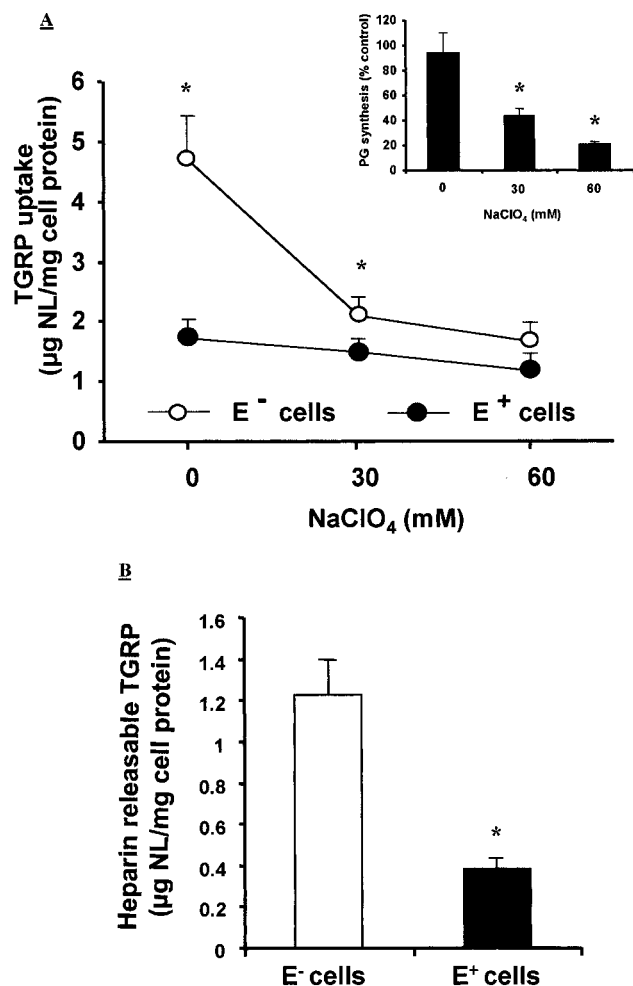 A
TGRP uptake
(µg NL/mg cell protein)
6
5
4
3
2
1
0
*
*
E - cells
E + cells
0 30 60
NaClO4 (mM)
PG synthesis (% control)
120
100
80
60
40
20
0
*
*
0 30 60
NaClO4 (mM)
B
Heparin releasable TGRP
(µg NL/mg cell protein)
1.6
1.4
1.2
1
0.8
0.6
0.4
0.2
0
*
E- cells E+ cells